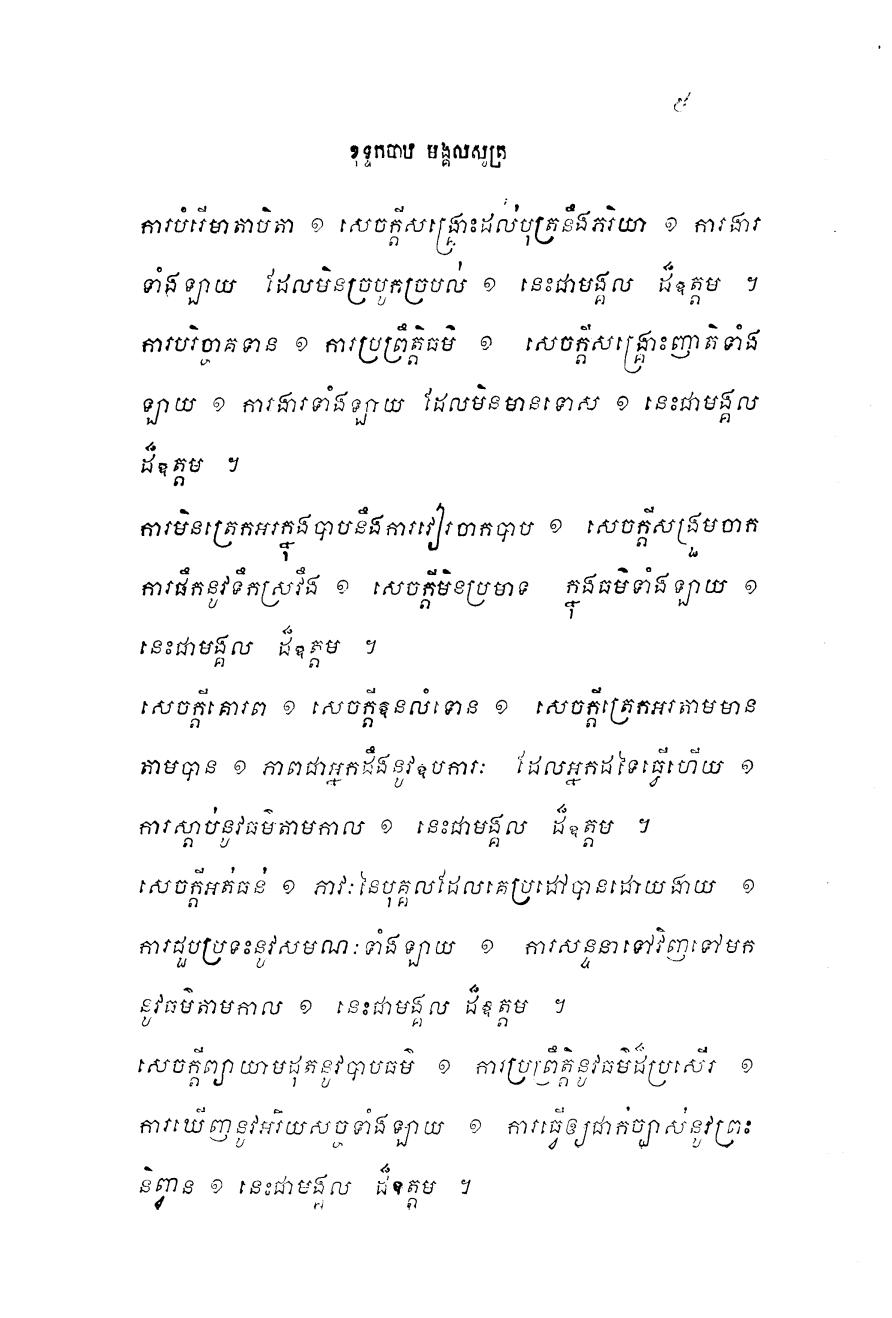 ៩
ខុទ្ទកបាឋ មង្គលសូត្រ
ការបំរើមាតាបិតា ១ សេចក្តីសង្គ្រោះដល់បុត្រនឹងភរិយា ១ ការងារ
ទាំងឡាយ ដែលមិនច្របូកច្របល់ ១ នេះជាមង្គល ដ៏ឧត្តម ។
ការបរិច្ចាគទាន ១ ការប្រព្រឹត្តិធម៌ ១ សេចក្តីសង្គ្រោះញាតិទាំង
ឡាយ ១ ការងារទាំងឡាយ ដែលមិនមានទោស ១ នេះជាមង្គល
ដ៏ឧត្តម ។
ការមិនត្រេកអរក្នុងបាបនឹងការវៀរចាកបាប ១ សេចក្តីសង្រួមចាក
ការផឹកនូវទឹកស្រវឹង ១ សេចក្តីមិនប្រមាទ ក្នុងធម៌ទាំងឡាយ ១
នេះជាមង្គល ដ៏ឧត្តម ។
សេចក្តីគោរព ១ សេចក្តីឱនលំទោន ១ សេចក្តីត្រេកអរតាមមាន
តាមបាន ១ ភាពជាអ្នកដឹងនូវឧបការៈ ដែលអ្នកដទៃធ្វើហើយ ១
ការស្តាប់នូវធម៌តាមកាល ១ នេះជាមង្គល ដ៏ឧត្តម ។
សេចក្តីអត់ធន់ ១ ភាវៈនៃបុគ្គលដែលគេប្រដៅបានដោយងាយ ១
ការជួបប្រទះនូវសមណៈទាំងឡាយ ១ ការសន្ទនាទៅវិញទៅមក
នូវធម៌តាមកាល ១ នេះជាមង្គល ដ៏ឧត្តម ។
សេចក្តីព្យាយាមដុតនូវបាបធម៌ ១ ការប្រព្រឹត្តិនូវធម៌ដ៏ប្រសើរ ១
ការឃើញនូវអរិយសច្ចទាំងឡាយ ១ ការធ្វើឲ្យជាក់ច្បាស់នូវព្រះ
និព្វាន ១ នេះជាមង្គល ដ៏ឧត្តម ។